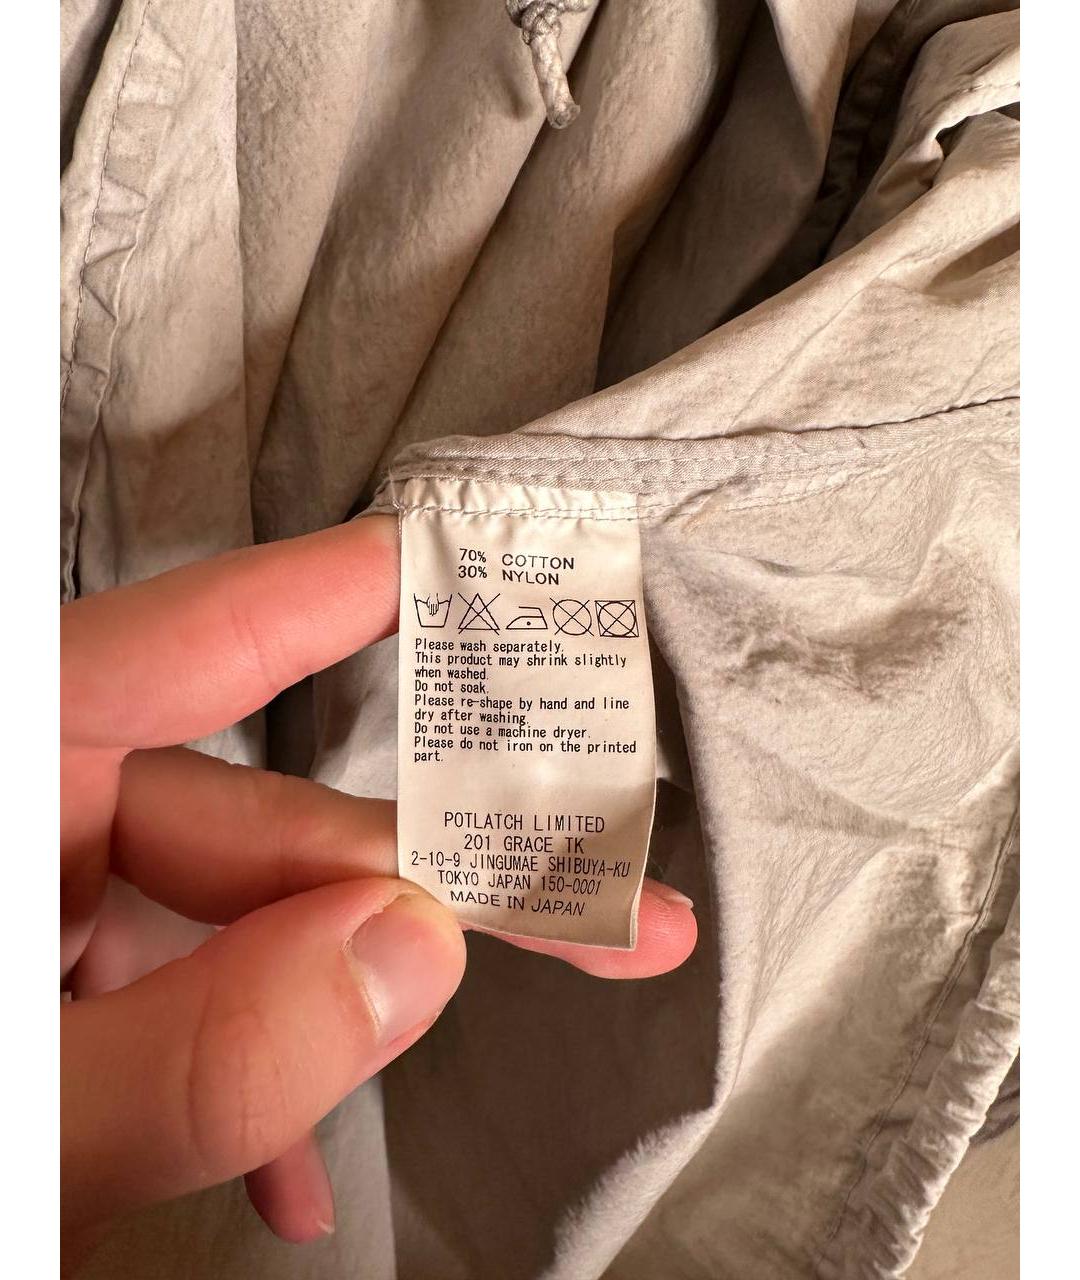 70% COTTON
30% NYLON
Please wash separately.
This product may shrink slightly
when washed.
Do not soak.
Please re-shape by hand and line
dry after washing.
Do not use a machine dryer.
Please do not iron on the printed
part.
POTLATCH LIMITED
201 GRACE TK
2-10-9 JINGUMAE SHIBUYA-KU
TOKYO JAPAN 150-0001
MADE IN JAPAN